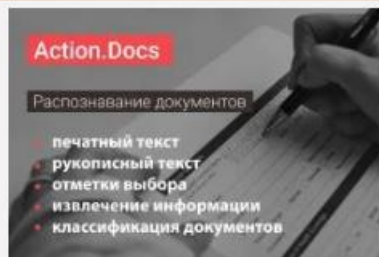 Action.Docs
Распознавание документов
печатный текст
рукописный текст
отметки выбора
извлечение информации
классификация документов